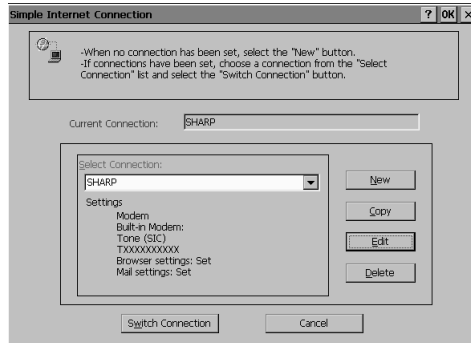 Simple Internet Connection ? OK ×
-When no connection has been set, select the "New" button.
-If connections have been set, choose a connection from the "Select
Connection" list and select the "Switch Connection" button.
Current Connection: SHARP
Select Connection:
SHARP
New
Settings
Modem
Built-in Modem:
Tone (SIC)
TXXXXXXXXXX
Browser settings: Set
Mail settings: Set
Copy
Edit
Delete
Switch Connection Cancel